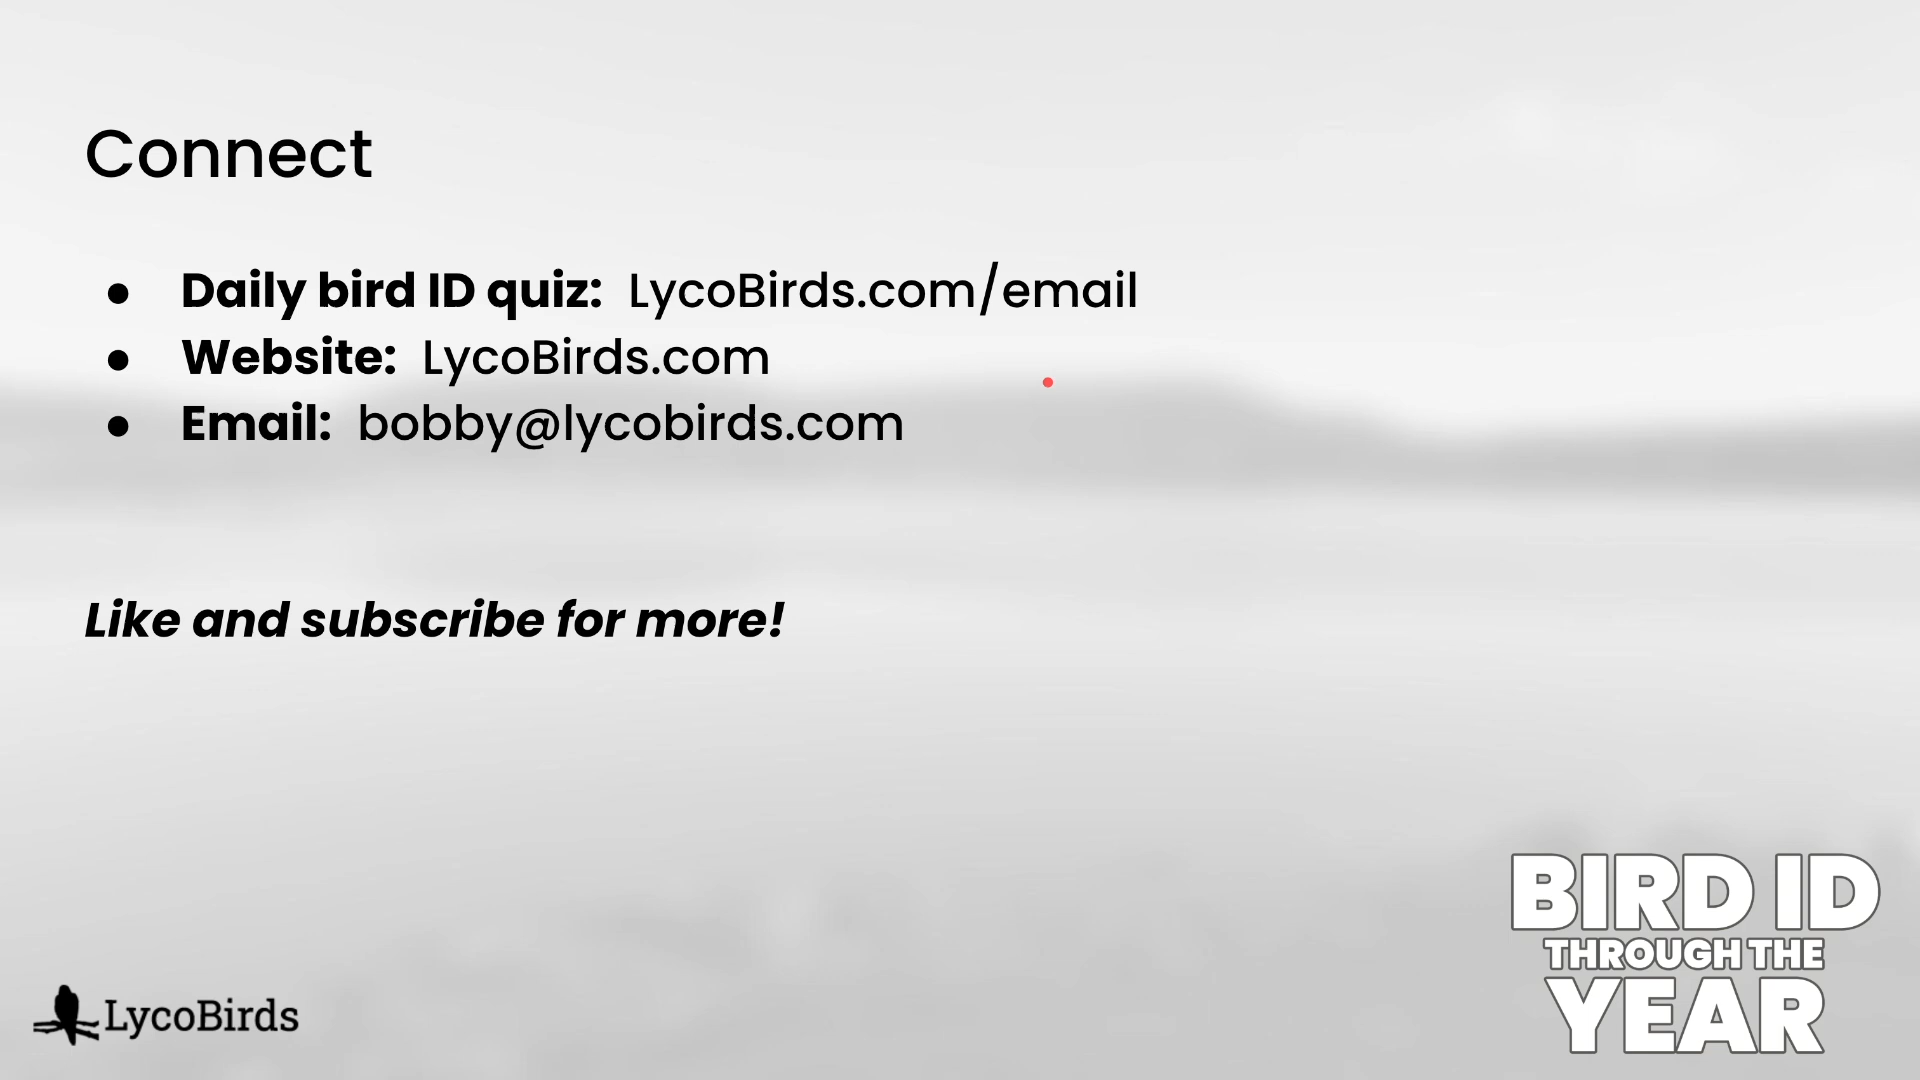 Connect
● Daily bird ID quiz: LycoBirds.com/email
● Website: LycoBirds.com
● Email: bobby@lycobirds.com
Like and subscribe for more!
LycoBirds
BIRD ID
THROUGH THE
YEAR